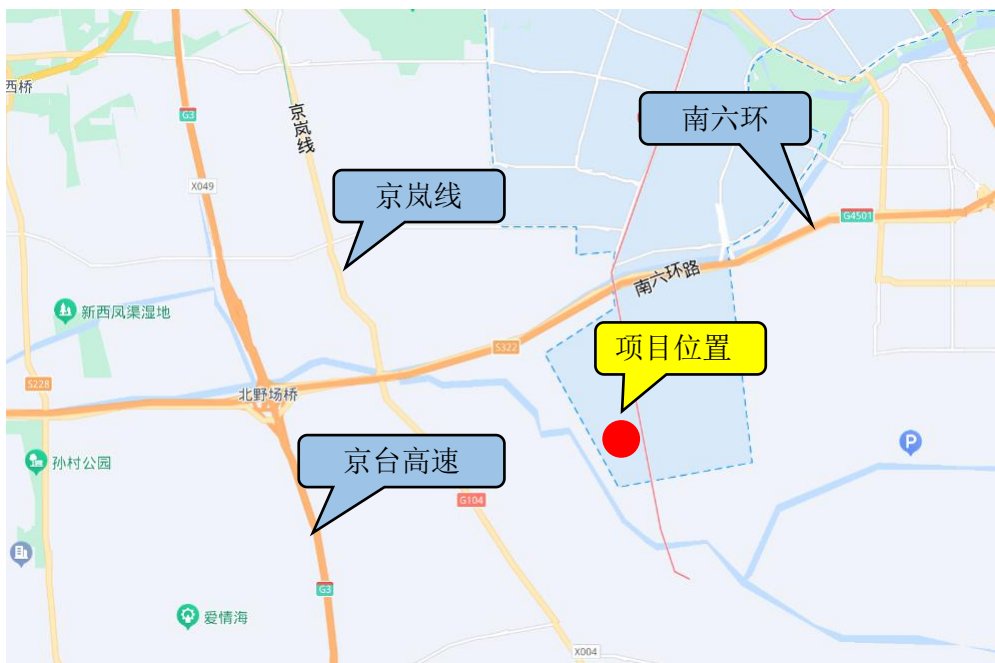 西桥
G3
京岚线
南六环
X049
京岚线
G4501
南六环路
新西凤渠湿地
S322
项目位置
S228
北野场桥
孙村公园
京台高速
P
G104
G3
爱情海
X004